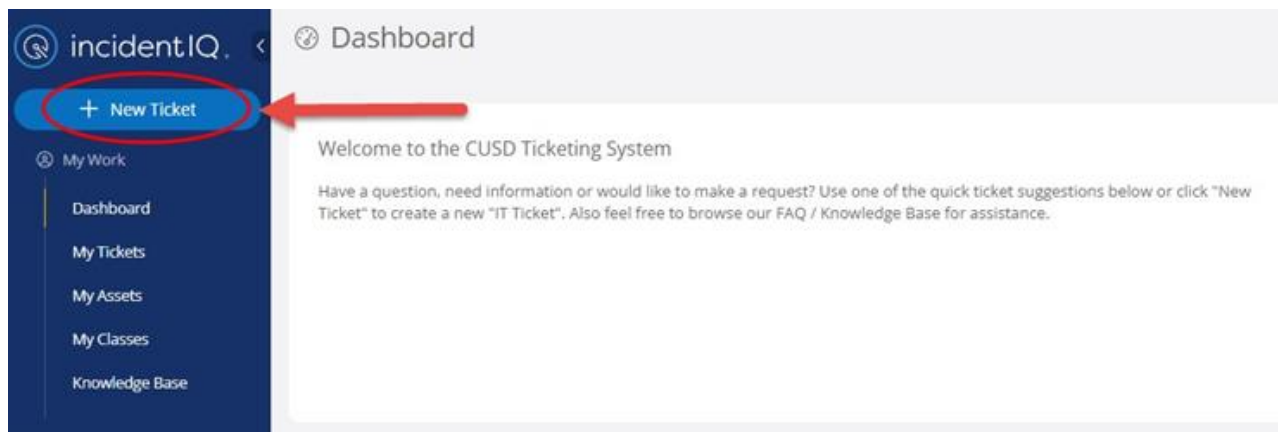 incidentIQ.
+ New Ticket
My Work
Dashboard
My Tickets
My Assets
My Classes
Knowledge Base
Dashboard
Welcome to the CUSD Ticketing System
Have a question, need information or would like to make a request? Use one of the quick ticket suggestions below or click "New
Ticket" to create a new "IT Ticket". Also feel free to browse our FAQ / Knowledge Base for assistance.